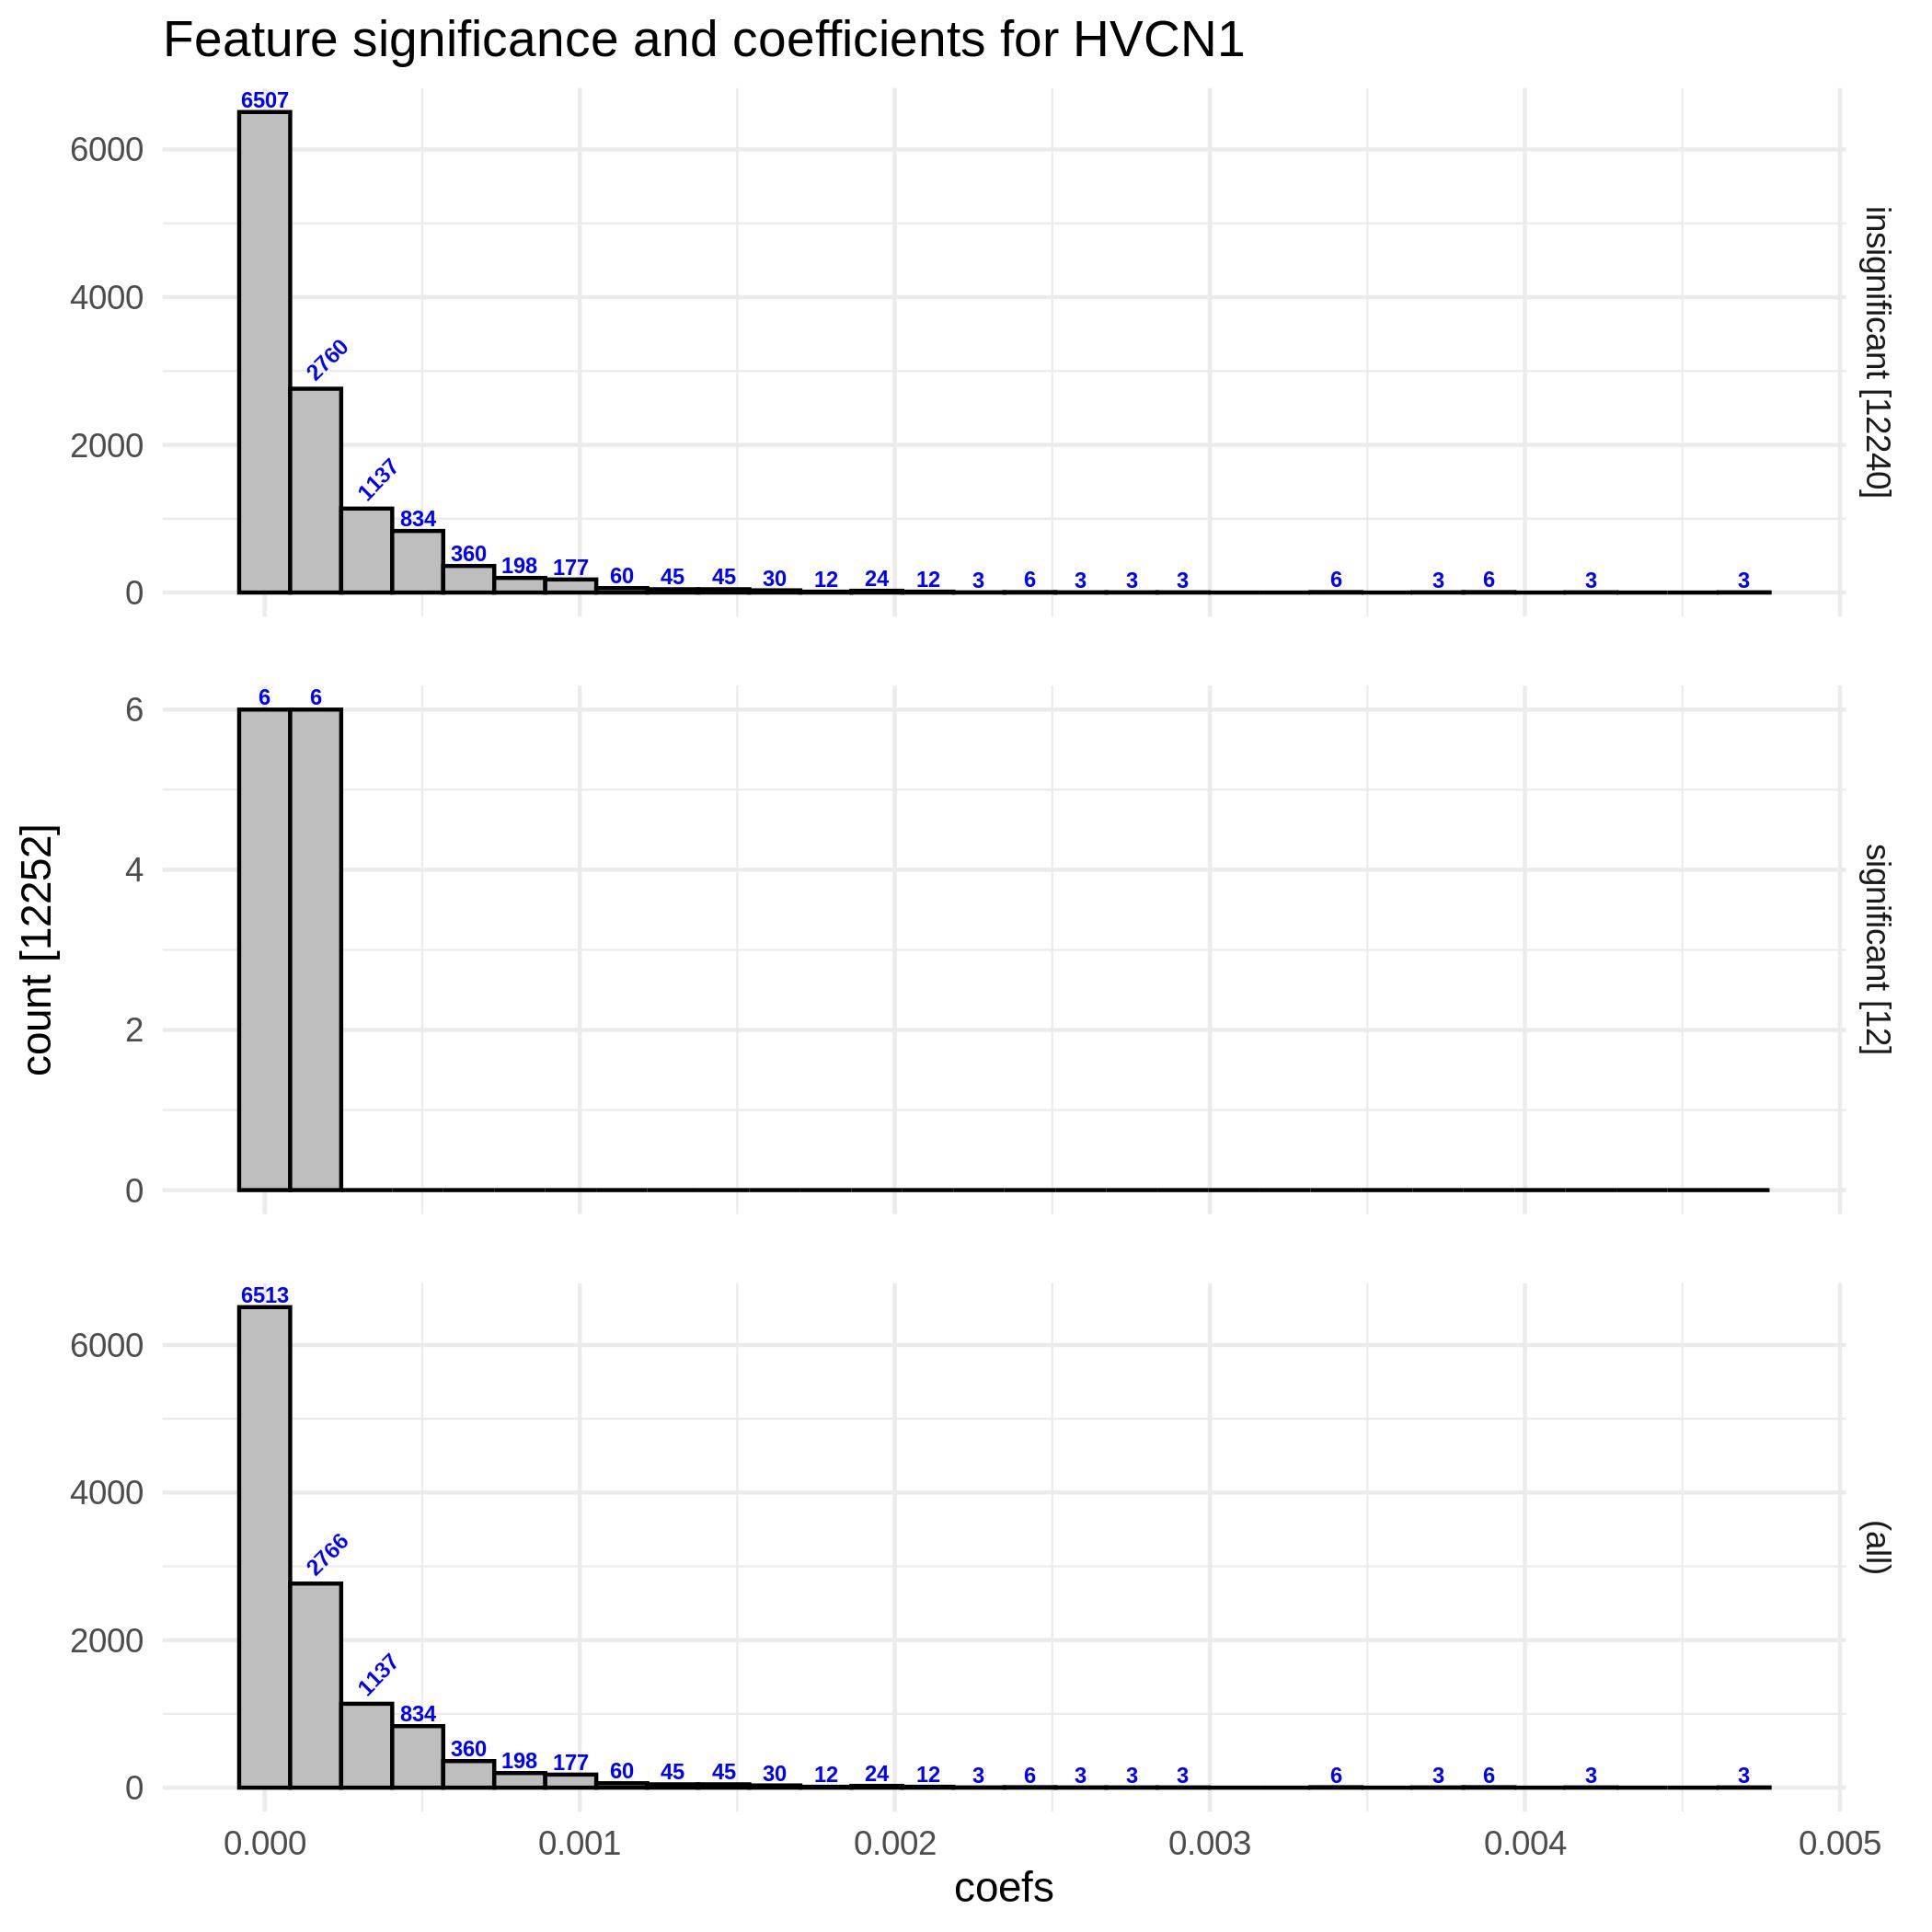 Feature significance and coefficients for HVCN1
6507
6000
4000
2000
0
2760
1137
834
360 198 177 60 45 45 30 12 24 12 3 6 3 3 3 6 3 6 3 3
insignificant [12240]
6 6
6
4
2
0
significant [12]
count [12252]
6513
6000
4000
2000
0
2766
1137
834
360 198 177 60 45 45 30 12 24 12 3 6 3 3 3 6 3 6 3 3
(all)
0.000 0.001 0.002 0.003 0.004 0.005
coefs